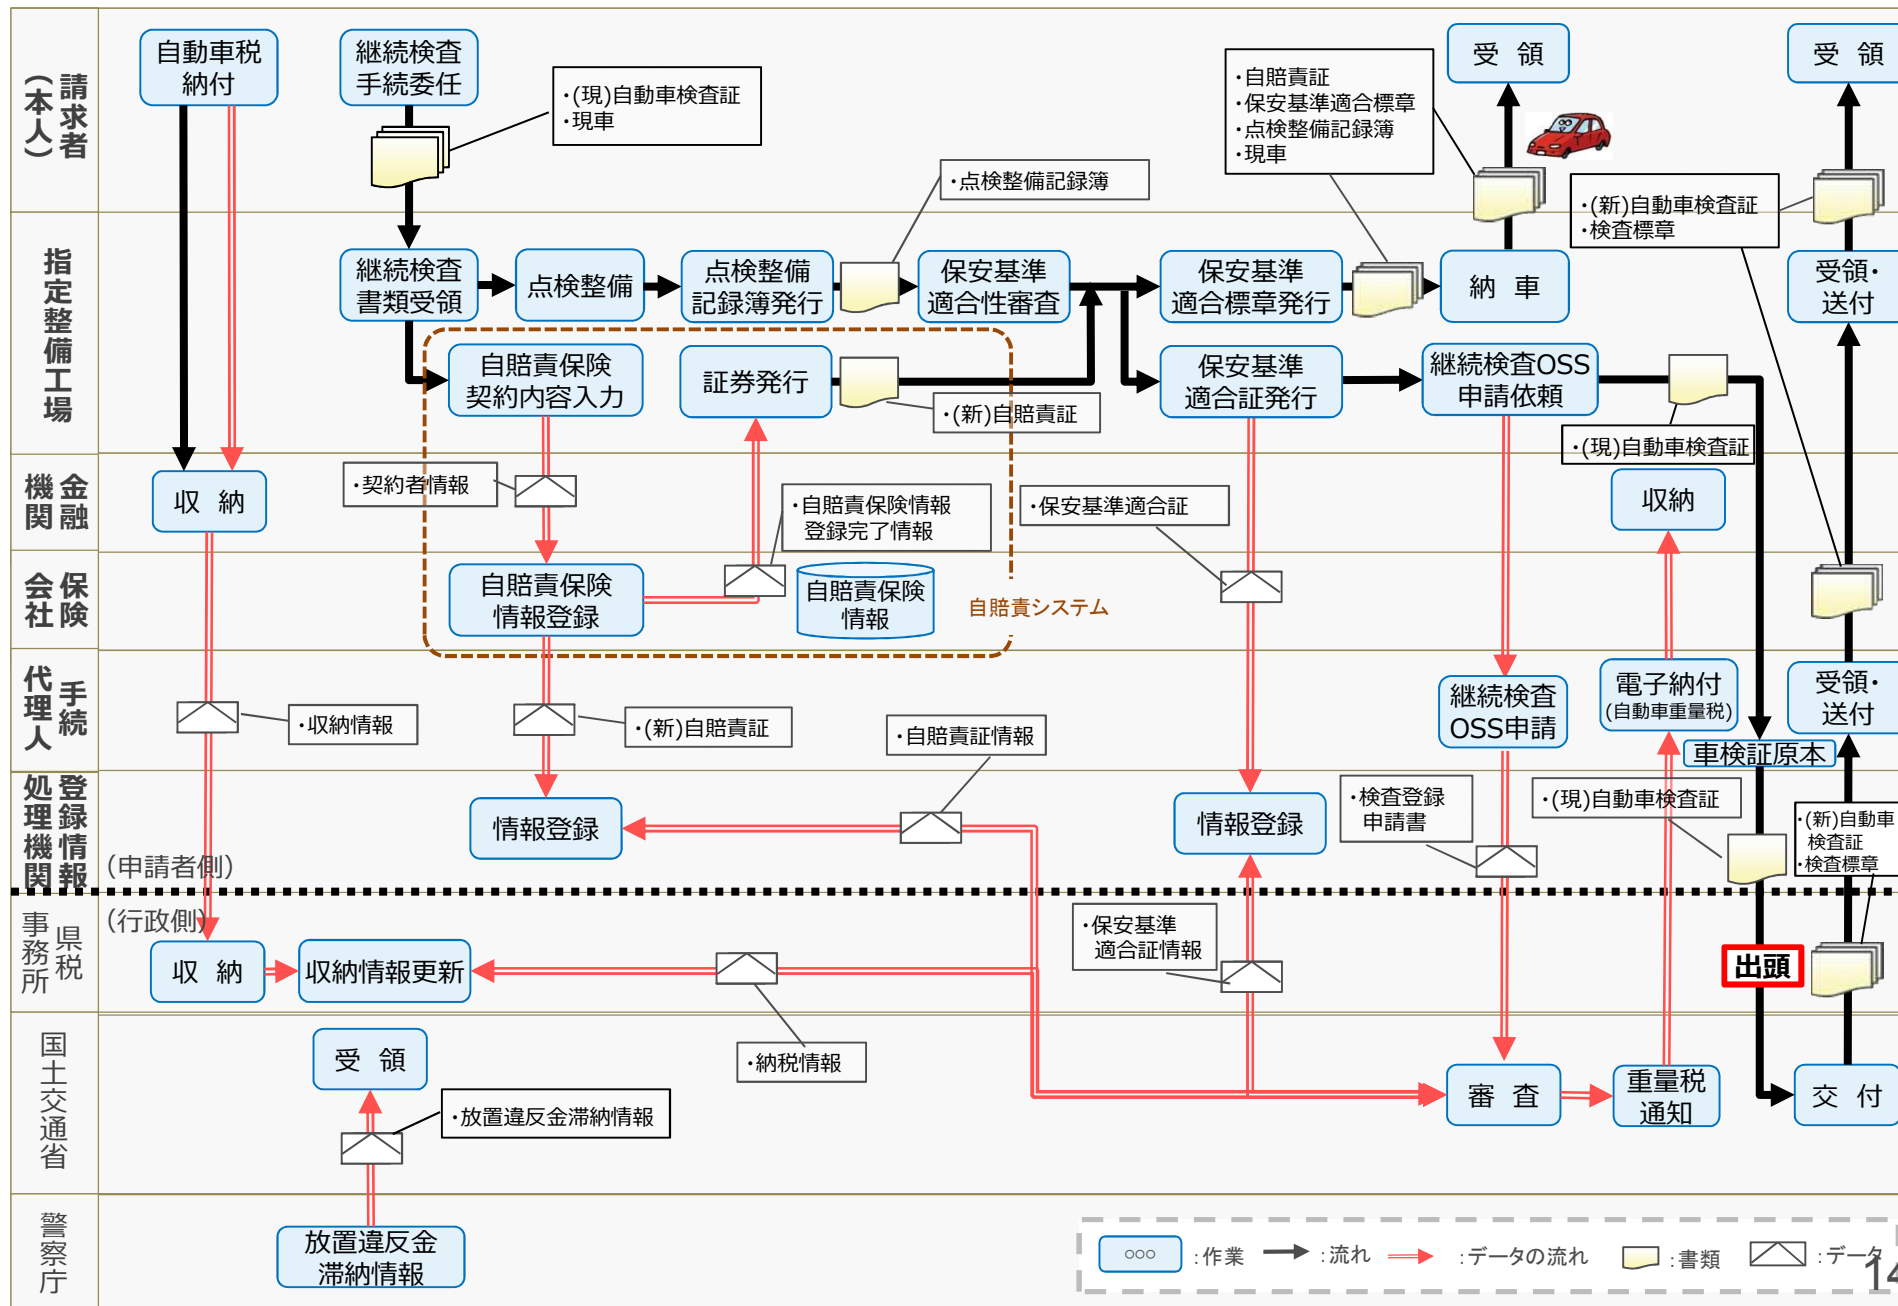 請求者
(本人)
自動車税
納付
継続検査
手続委任
・(現)自動車検査証
・現車
・自賠責証
・保安基準適合標章
・点検整備記録簿
・現車
受 領
受 領
・点検整備記録簿
・(新)自動車検査証
・検査標章
指定整備工場
継続検査
書類受領
点検整備
点検整備
記録簿発行
保安基準
適合性審査
保安基準
適合標章発行
納 車
受領・
送付
自賠責保険
契約内容入力
証券発行
・(新)自賠責証
保安基準
適合証発行
継続検査OSS
申請依頼
・(現)自動車検査証
金融
機関
収 納
・契約者情報
・自賠責保険情報
登録完了情報
・保安基準適合証
収納
保険
会社
自賠責保険
情報登録
自賠責保険
情報
自賠責システム
手続
代理人
・収納情報
・(新)自賠責証
・自賠責証情報
継続検査
OSS申請
電子納付
(自動車重量税)
受領・
送付
車検証原本
登録情報
処理機関
情報登録
情報登録
・検査登録
申請書
・(現)自動車検査証
・(新)自動車
検査証
・検査標章
(申請者側)
(行政側)
県税
事務所
収 納
収納情報更新
・保安基準
適合証情報
出頭
国土交通省
受 領
・納税情報
・放置違反金滞納情報
審 査
重量税
通知
交 付
警察庁
放置違反金
滞納情報
○○○
:作業
:流れ
:データの流れ
:書類
:データ
14